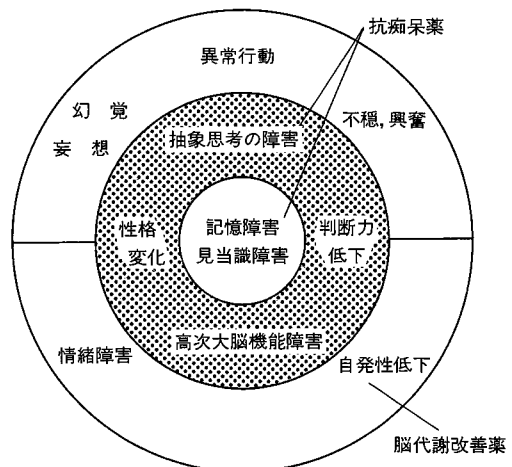 抗痴呆薬
異常行動
幻 覚
妄 想
不穏,興奮
抽象思考の障害
性格
変化
記憶障害
見当識障害
判断力
低下
高次大脳機能障害
情緒障害
自発性低下
脳代謝改善薬